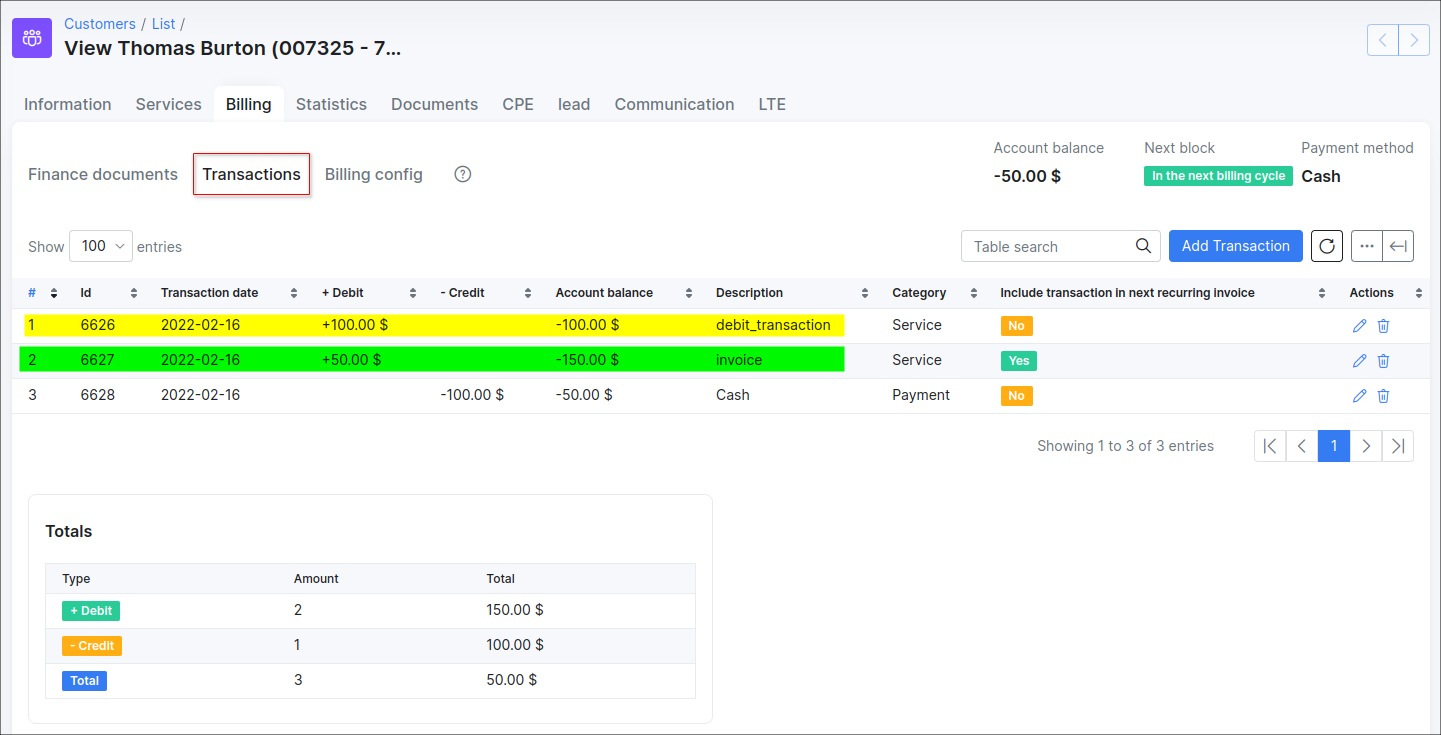 Customers / List /
View Thomas Burton (007325 - 7...
Information Services Billing Statistics Documents CPE lead Communication LTE
Account balance Next block Payment method
Finance documents Transactions Billing config ?
-50.00 $ In the next billing cycle Cash
Show 100 entries Table search Add Transaction
# Id Transaction date + Debit - Credit Account balance Description Category Include transaction in next recurring invoice Actions
1 6626 2022-02-16 +100.00 $ -100.00 $ debit_transaction Service No
2 6627 2022-02-16 +50.00 $ -150.00 $ invoice Service Yes
3 6628 2022-02-16 -100.00 $ -50.00 $ Cash Payment No
Showing 1 to 3 of 3 entries 1
Totals
Type Amount Total
+ Debit 2 150.00 $
- Credit 1 100.00 $
Total 3 50.00 $